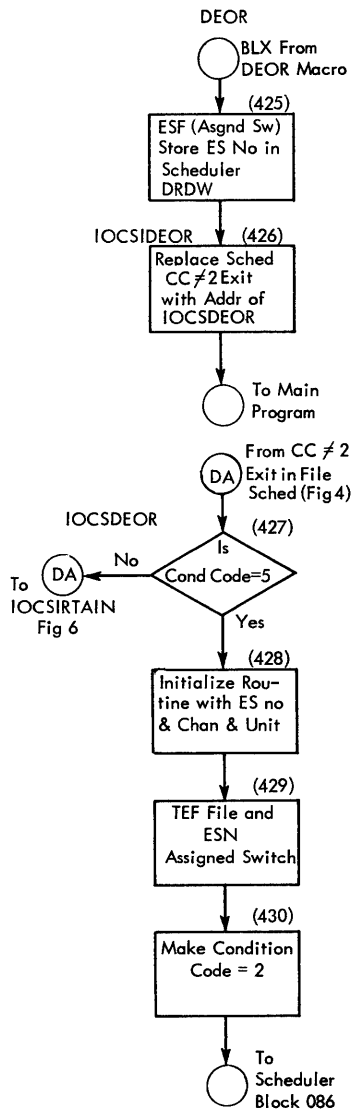 DEOR
BLX From
DEOR Macro
(425)
ESF (Asgnd Sw)
Store ES No in
Scheduler
DRDW
IOCSIDEOR (426)
Replace Sched
CC ≠ 2 Exit
with Addr of
IOCSDEOR
To Main
Program
From CC ≠ 2
DA Exit in File
Sched (Fig 4)
IOCSDEOR (427)
Is
Cond Code=5
No
DA
To
IOCSIRTAIN
Fig 6
Yes
(428)
Initialize Rou-
tine with ES no
& Chan & Unit
(429)
TEF File and
ESN
Assigned Switch
(430)
Make Condition
Code = 2
To
Scheduler
Block 086